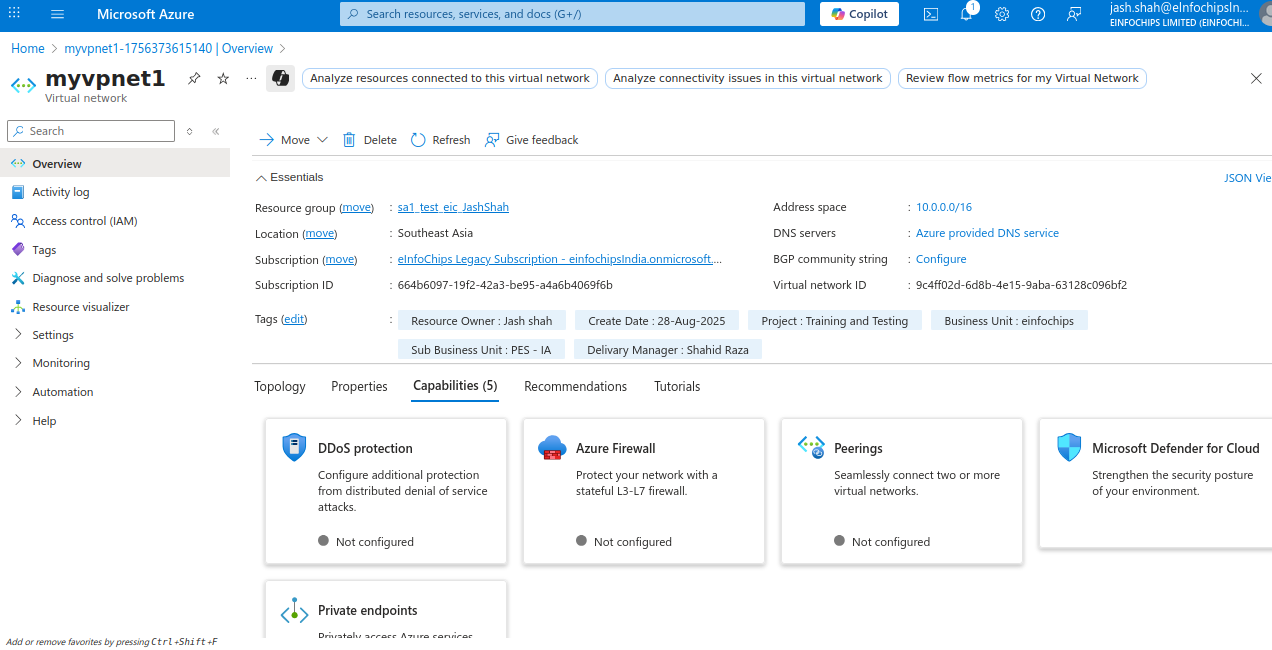 Microsoft Azure
Search resources, services, and docs (G+/)
Copilot
1
jash.shah@eInfochipsIn...
EINFOCHIPS LIMITED (EINFOCHI...
Home > myvpnet1-1756373615140 | Overview >
myvpnet1
Virtual network
Analyze resources connected to this virtual network
Analyze connectivity issues in this virtual network
Review flow metrics for my Virtual Network
Search
Overview
Activity log
Access control (IAM)
Tags
Diagnose and solve problems
Resource visualizer
Settings
Monitoring
Automation
Help
Add or remove favorites by pressing Ctrl+Shift+F
Move
Delete
Refresh
Give feedback
Essentials
JSON Vie
Resource group (move) : sa1_test_eic_JashShah
Location (move) : Southeast Asia
Subscription (move) : eInfoChips Legacy Subscription - einfochipsIndia.onmicrosoft....
Subscription ID : 664b6097-19f2-42a3-be95-a4a6b4069f6b
Address space : 10.0.0.0/16
DNS servers : Azure provided DNS service
BGP community string : Configure
Virtual network ID : 9c4ff02d-6d8b-4e15-9aba-63128c096bf2
Tags (edit) : Resource Owner : Jash shah Create Date : 28-Aug-2025 Project : Training and Testing Business Unit : einfochips
Sub Business Unit : PES - IA Delivary Manager : Shahid Raza
Topology Properties Capabilities (5) Recommendations Tutorials
DDoS protection
Configure additional protection
from distributed denial of service
attacks.
Not configured
Azure Firewall
Protect your network with a
stateful L3-L7 firewall.
Not configured
Peerings
Seamlessly connect two or more
virtual networks.
Not configured
Microsoft Defender for Cloud
Strengthen the security posture
of your environment.
Private endpoints
Privately access Azure services